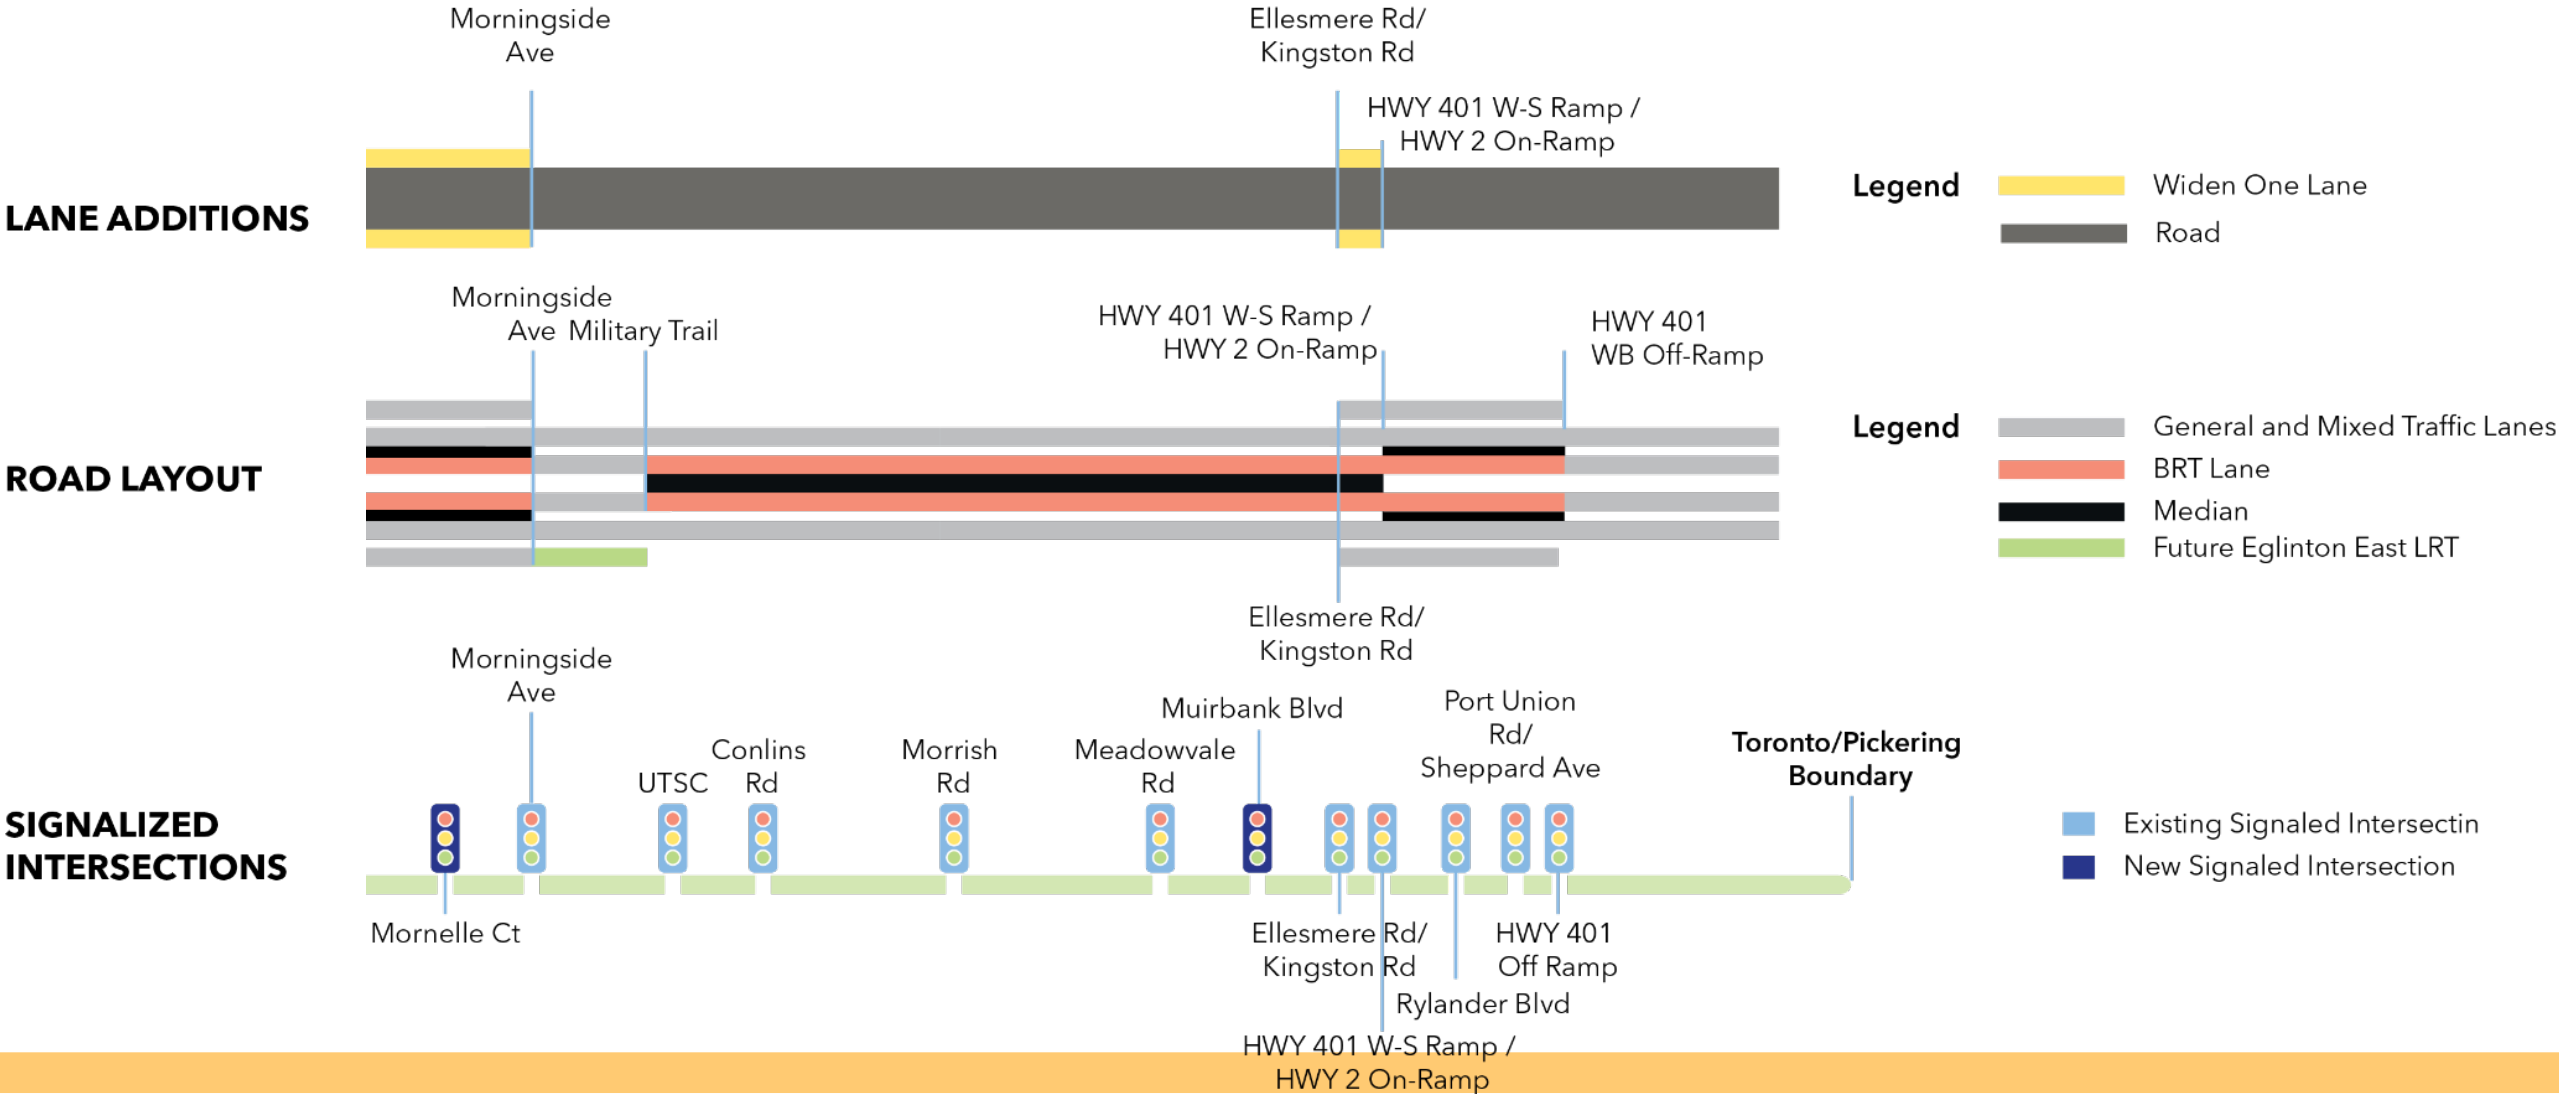 Morningside
Ave
Ellesmere Rd/
Kingston Rd
HWY 401 W-S Ramp /
HWY 2 On-Ramp
LANE ADDITIONS
Legend
Widen One Lane
Road
Morningside
Ave
Military Trail
HWY 401 W-S Ramp /
HWY 2 On-Ramp
HWY 401
WB Off-Ramp
ROAD LAYOUT
Legend
General and Mixed Traffic Lanes
BRT Lane
Median
Future Eglinton East LRT
Ellesmere Rd/
Kingston Rd
Morningside
Ave
UTSC
Conlins
Rd
Morrish
Rd
Meadowvale
Rd
Muirbank Blvd
Port Union
Rd/
Sheppard Ave
Toronto/Pickering
Boundary
SIGNALIZED
INTERSECTIONS
Existing Signaled Intersectin
New Signaled Intersection
Mornelle Ct
Ellesmere Rd/
Kingston Rd
HWY 401
Off Ramp
Rylander Blvd
HWY 401 W-S Ramp /
HWY 2 On-Ramp